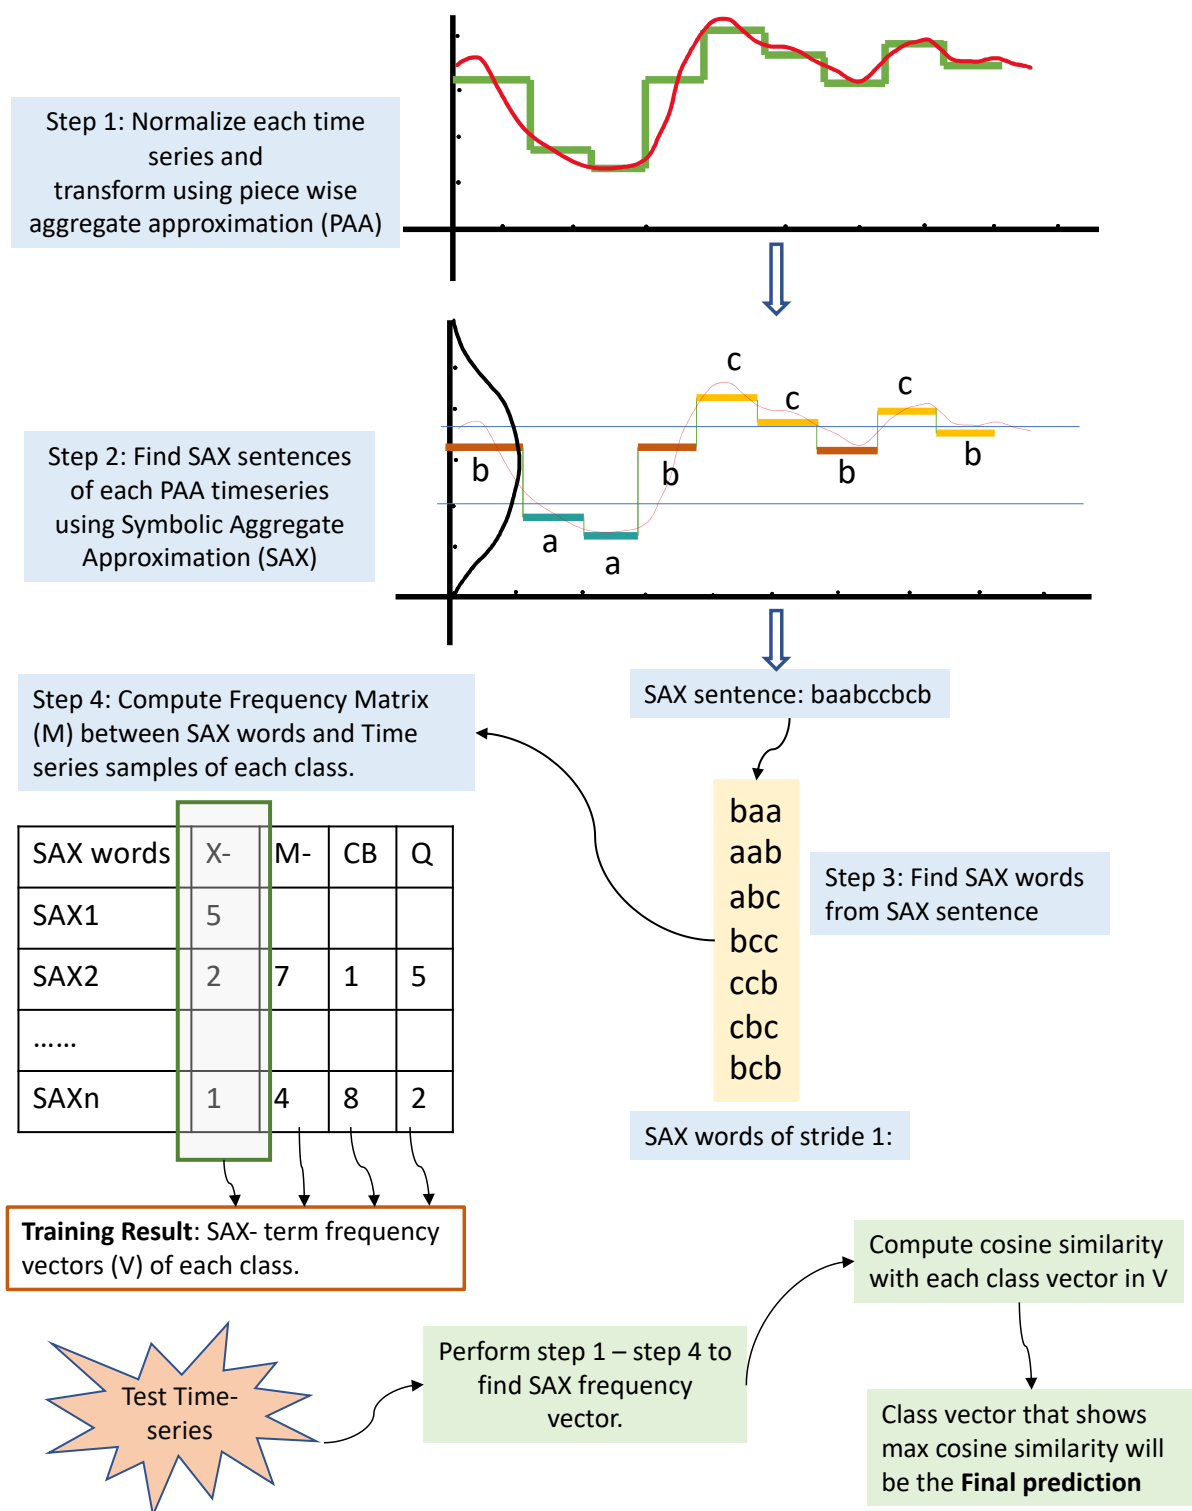 Step 1: Normalize each time
series and
transform using piece wise
aggregate approximation (PAA)
c
c
c
b
b
b
b
a
a
Step 2: Find SAX sentences
of each PAA timeseries
using Symbolic Aggregate
Approximation (SAX)
SAX sentence: baabccbcb
baa
aab
abc
bcc
ccb
cbc
bcb
Step 3: Find SAX words
from SAX sentence
SAX words of stride 1:
Step 4: Compute Frequency Matrix
(M) between SAX words and Time
series samples of each class.
SAX words X- M- CB Q
SAX1 5
SAX2 2 7 1 5
......
SAXn 1 4 8 2
Training Result: SAX- term frequency
vectors (V) of each class.
Test Time-
series
Perform step 1 – step 4 to
find SAX frequency
vector.
Compute cosine similarity
with each class vector in V
Class vector that shows
max cosine similarity will
be the Final prediction